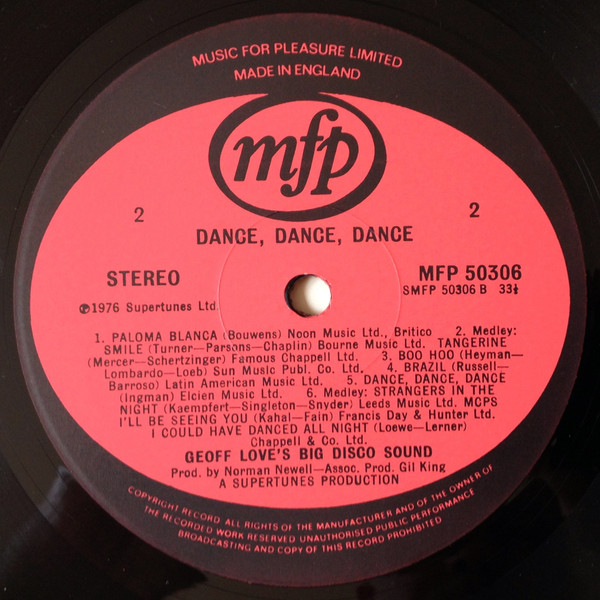 MUSIC FOR PLEASURE LIMITED
MADE IN ENGLAND
mfp
2
2
DANCE, DANCE, DANCE
STEREO
MFP 50306
SMFP 50306 B 33⅓
℗1976 Supertunes Ltd
1. PALOMA BLANCA (Bouwens) Noon Music Ltd., Britico 2. Medley:
SMILE (Turner—Parsons—Chaplin) Bourne Music Ltd. TANGERINE
(Mercer—Schertzinger) Famous Chappell Ltd. 3. BOO HOO (Heyman—
Lombardo—Loeb) Sun Music Publ. Co. Ltd. 4. BRAZIL (Russell—
Barroso) Latin American Music Ltd. 5. DANCE, DANCE, DANCE
(Ingman) Elcien Music Ltd. 6. Medley: STRANGERS IN THE
NIGHT (Kaempfert—Singleton—Snyder) Leeds Music Ltd. MCPS
I'LL BE SEEING YOU (Kahal—Fain) Francis Day & Hunter Ltd.
I COULD HAVE DANCED ALL NIGHT (Loewe—Lerner)
Chappell & Co. Ltd.
GEOFF LOVE'S BIG DISCO SOUND
Prod. by Norman Newell—Assoc. Prod. Gil King
A SUPERTUNES PRODUCTION
COPYRIGHT RECORD ALL RIGHTS OF THE MANUFACTURER AND OF THE OWNER OF
THE RECORDED WORK RESERVED UNAUTHORISED PUBLIC PERFORMANCE
BROADCASTING AND COPY OF THIS RECORD PROHIBITED